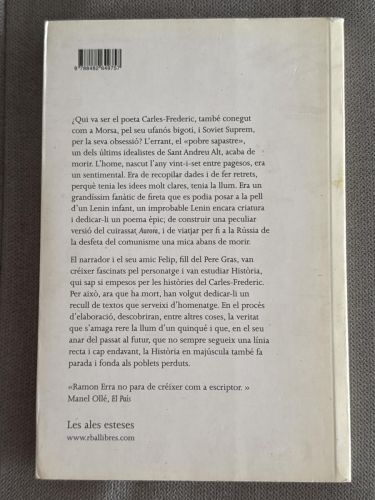 9 788482 649757
¿Qui va ser el poeta Carles-Frederic, també conegut
com a Morsa, pel seu ufanós bigoti, i Soviet Suprem,
per la seva obsessió? L'errant, el «pobre sapastre»,
un dels últims idealistes de Sant Andreu Alt, acaba de
morir. L'home, nascut l'any vint-i-set entre pagesos, era
un sentimental. Era de recopilar dades i de fer retrets,
perquè tenia les idees molt clares, tenia la llum. Era un
grandíssim fanàtic de fireta que es podia posar a la pell
d'un Lenin infant, un improbable Lenin encara criatura
i dedicar-li un poema èpic; de construir una peculiar
versió del cuirassat Aurora, i de viatjar per fi a la Rússia de
la desfeta del comunisme una mica abans de morir.
El narrador i el seu amic Felip, fill del Pere Gras, van
créixer fascinats pel personatge i van estudiar Història,
qui sap si empesos per les històries del Carles-Frederic.
Per això, ara que ha mort, han volgut dedicar-li un
recull de textos que serveixi d'homenatge. En el procés
d'elaboració, descobriran, entre altres coses, la veritat
que s'amaga rere la llum d'un quinqué i que, en el seu
anar del passat al futur, que no sempre segueix una línia
recta i cap endavant, la Història en majúscula també fa
parada i fonda als poblets perduts.
«Ramon Erra no para de créixer com a escriptor. »
Manel Ollé, El País
Les ales esteses
www.rballibres.com